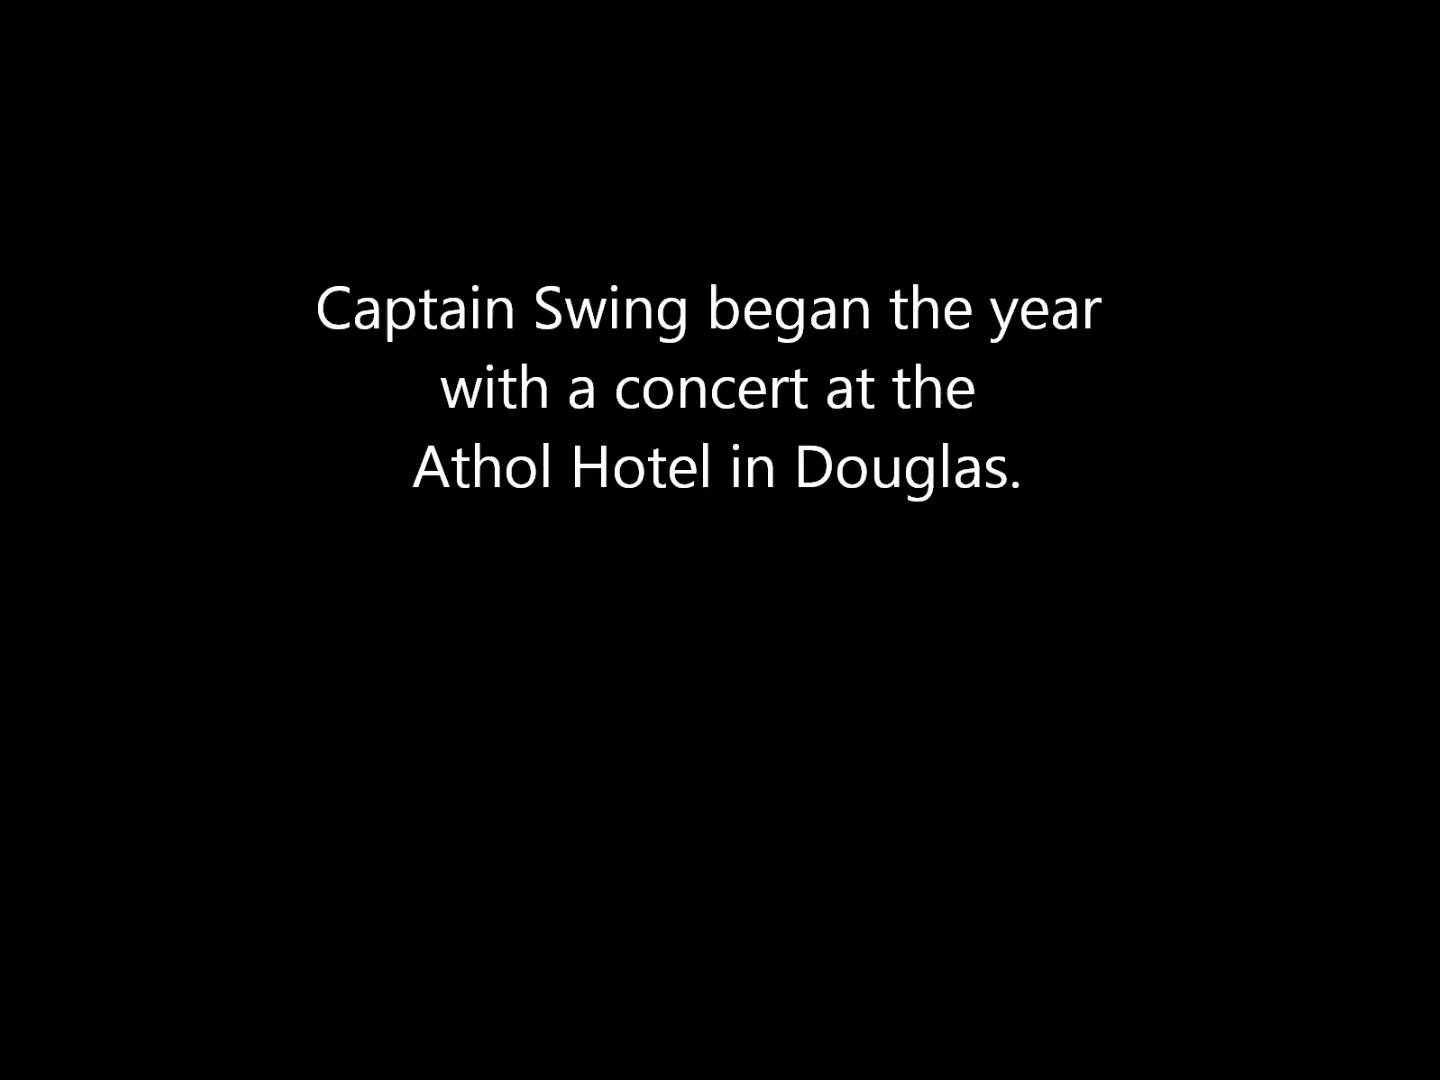 Captain Swing began the year
with a concert at the
Athol Hotel in Douglas.